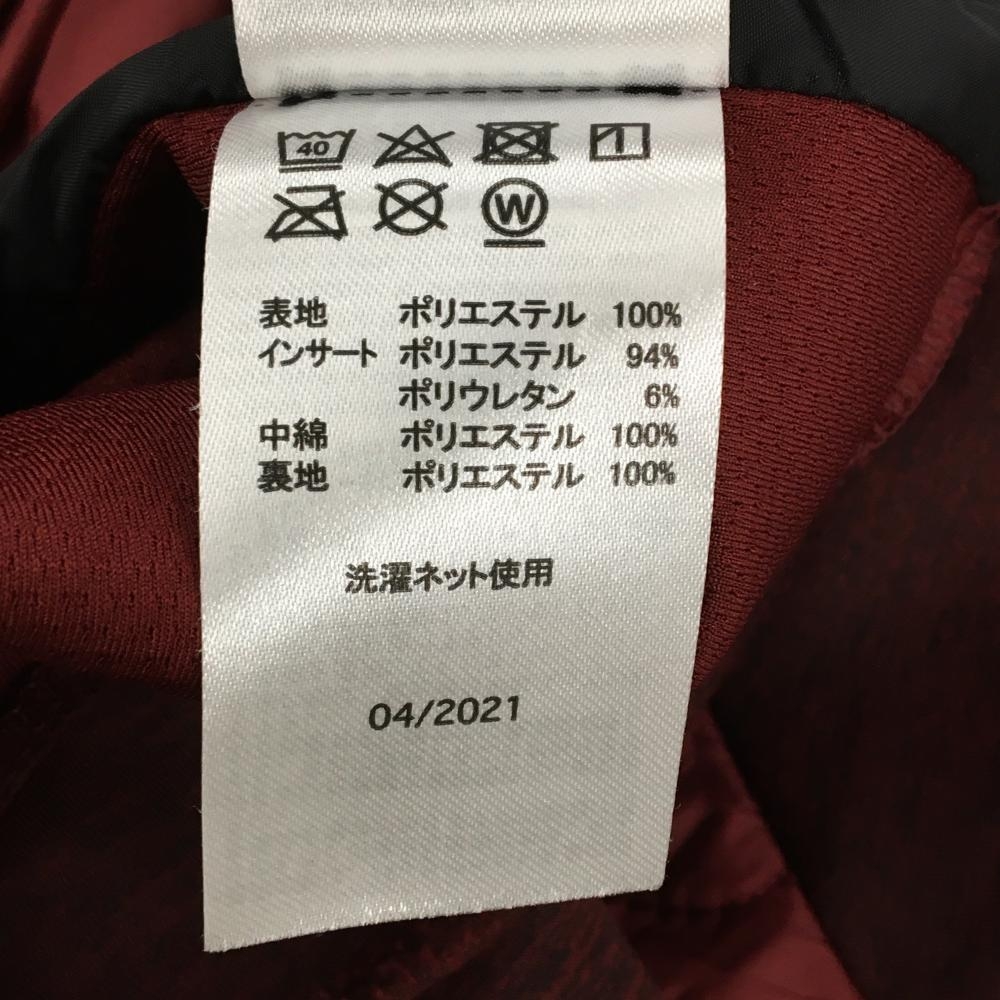 40
W
表地 ポリエステル 100%
インサート ポリエステル 94%
ポリウレタン 6%
中綿 ポリエステル 100%
裏地 ポリエステル 100%
洗濯ネット使用
04/2021